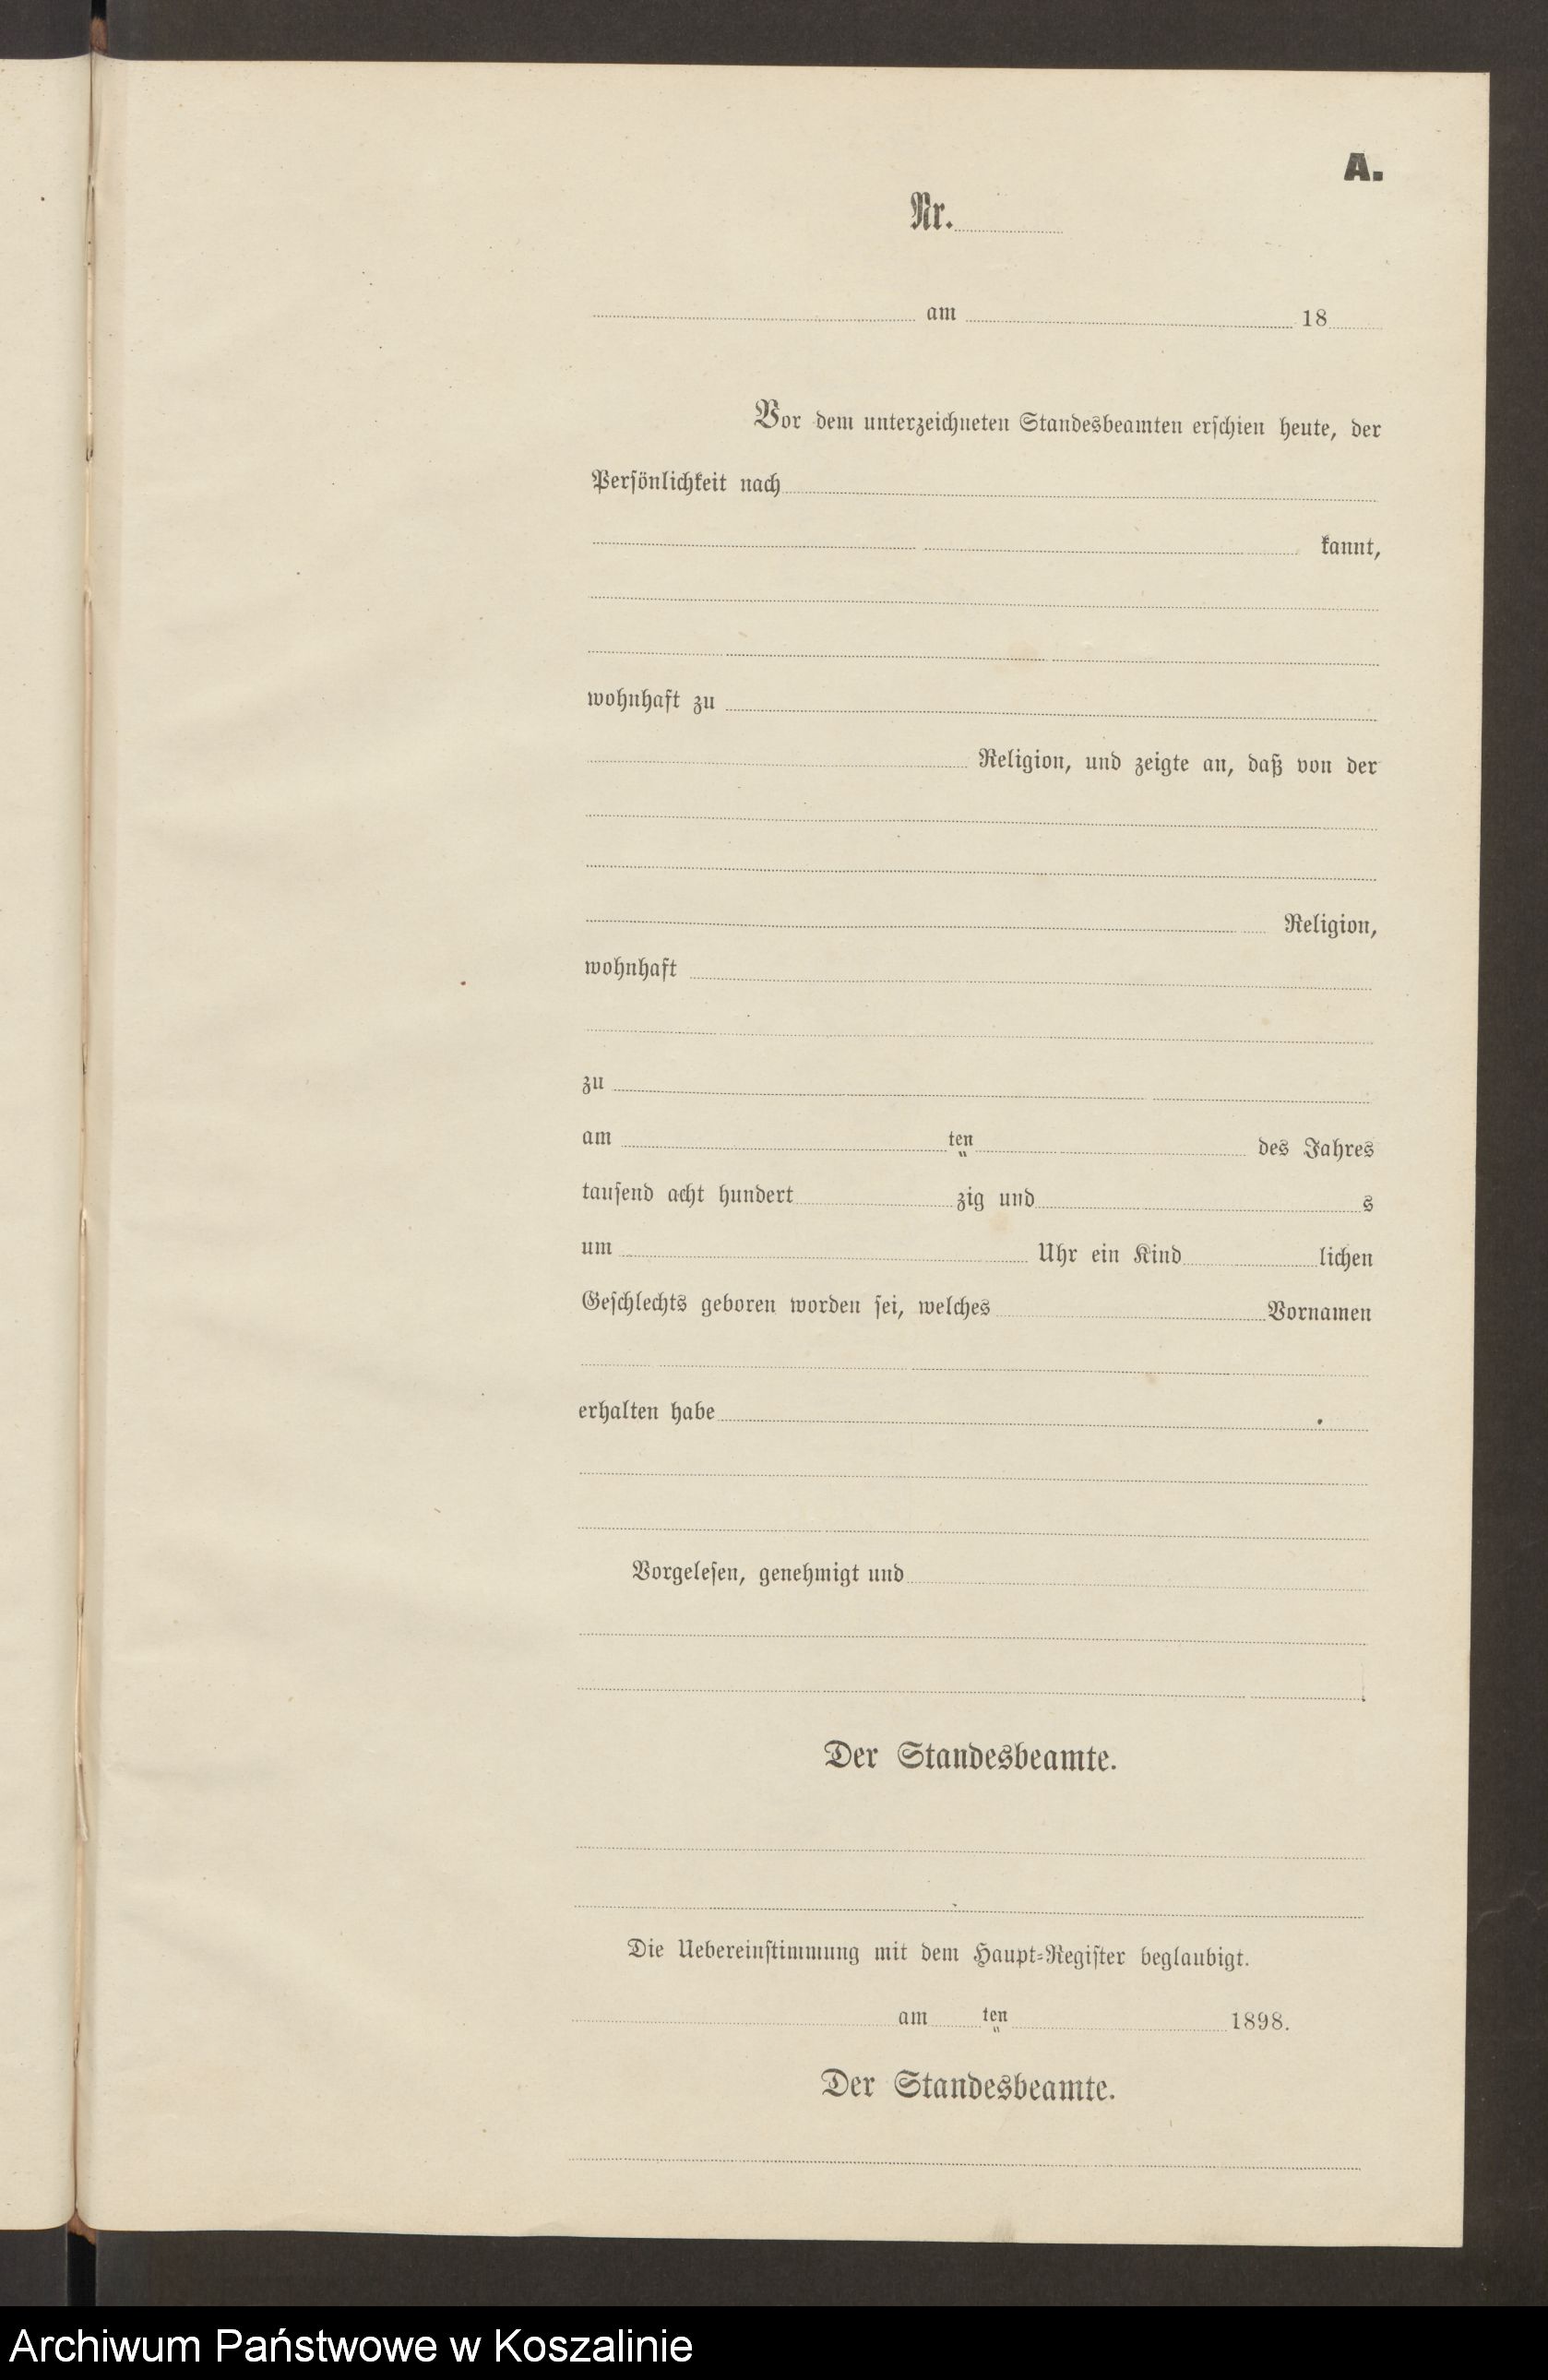 A.
Nr.
am 18
Vor dem unterzeichneten Standesbeamten erschien heute, der
Persönlichkeit nach
kannt,
wohnhaft zu
Religion, und zeigte an, daß von der
Religion,
wohnhaft
zu
am ten des Jahres
tausend acht hundert zig und s
um Uhr ein Kind lichen
Geschlechts geboren worden sei, welches Vornamen
erhalten habe
Vorgelesen, genehmigt und
Der Standesbeamte.
Die Uebereinstimmung mit dem Haupt-Register beglaubigt.
am ten 1898.
Der Standesbeamte.
Archiwum Państwowe w Koszalinie